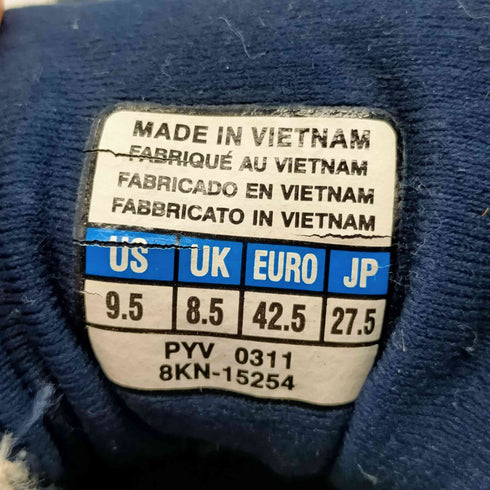 MADE IN VIETNAM
FABRIQUÉ AU VIETNAM
FABRICADO EN VIETNAM
FABBRICATO IN VIETNAM
US UK EURO JP
9.5 8.5 42.5 27.5
PYV 0311
8KN-15254